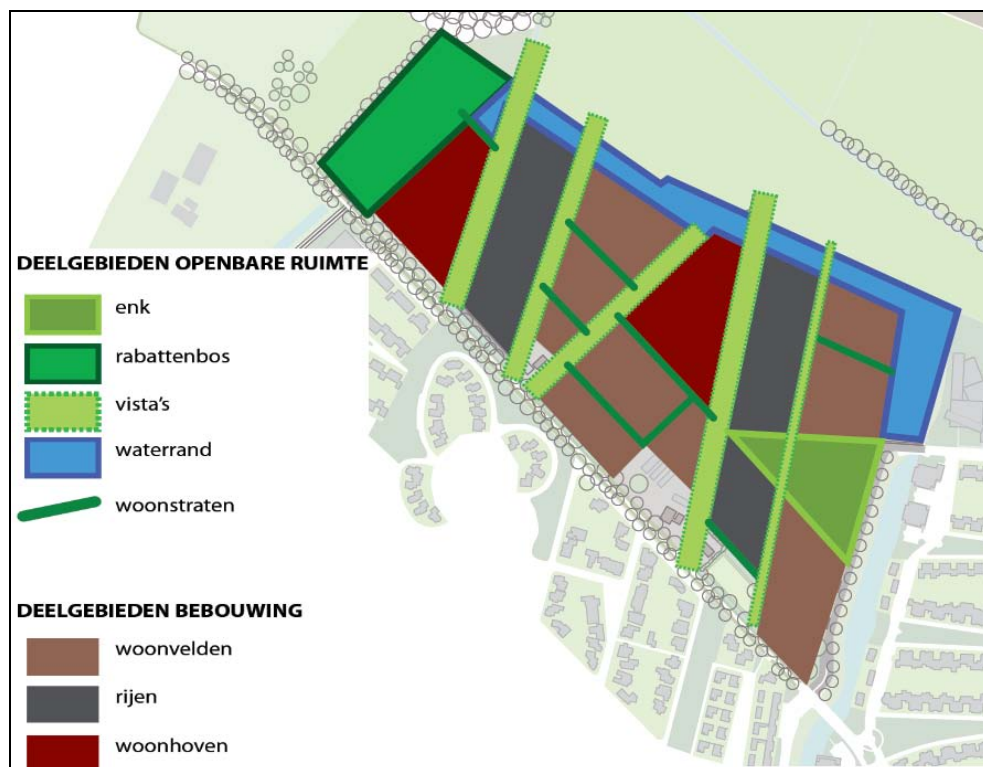 DEELGEBIEDEN OPENBARE RUIMTE
enk
rabattenbos
vista's
waterrand
woonstraten
DEELGEBIEDEN BEBOUWING
woonvelden
rijen
woonhoven